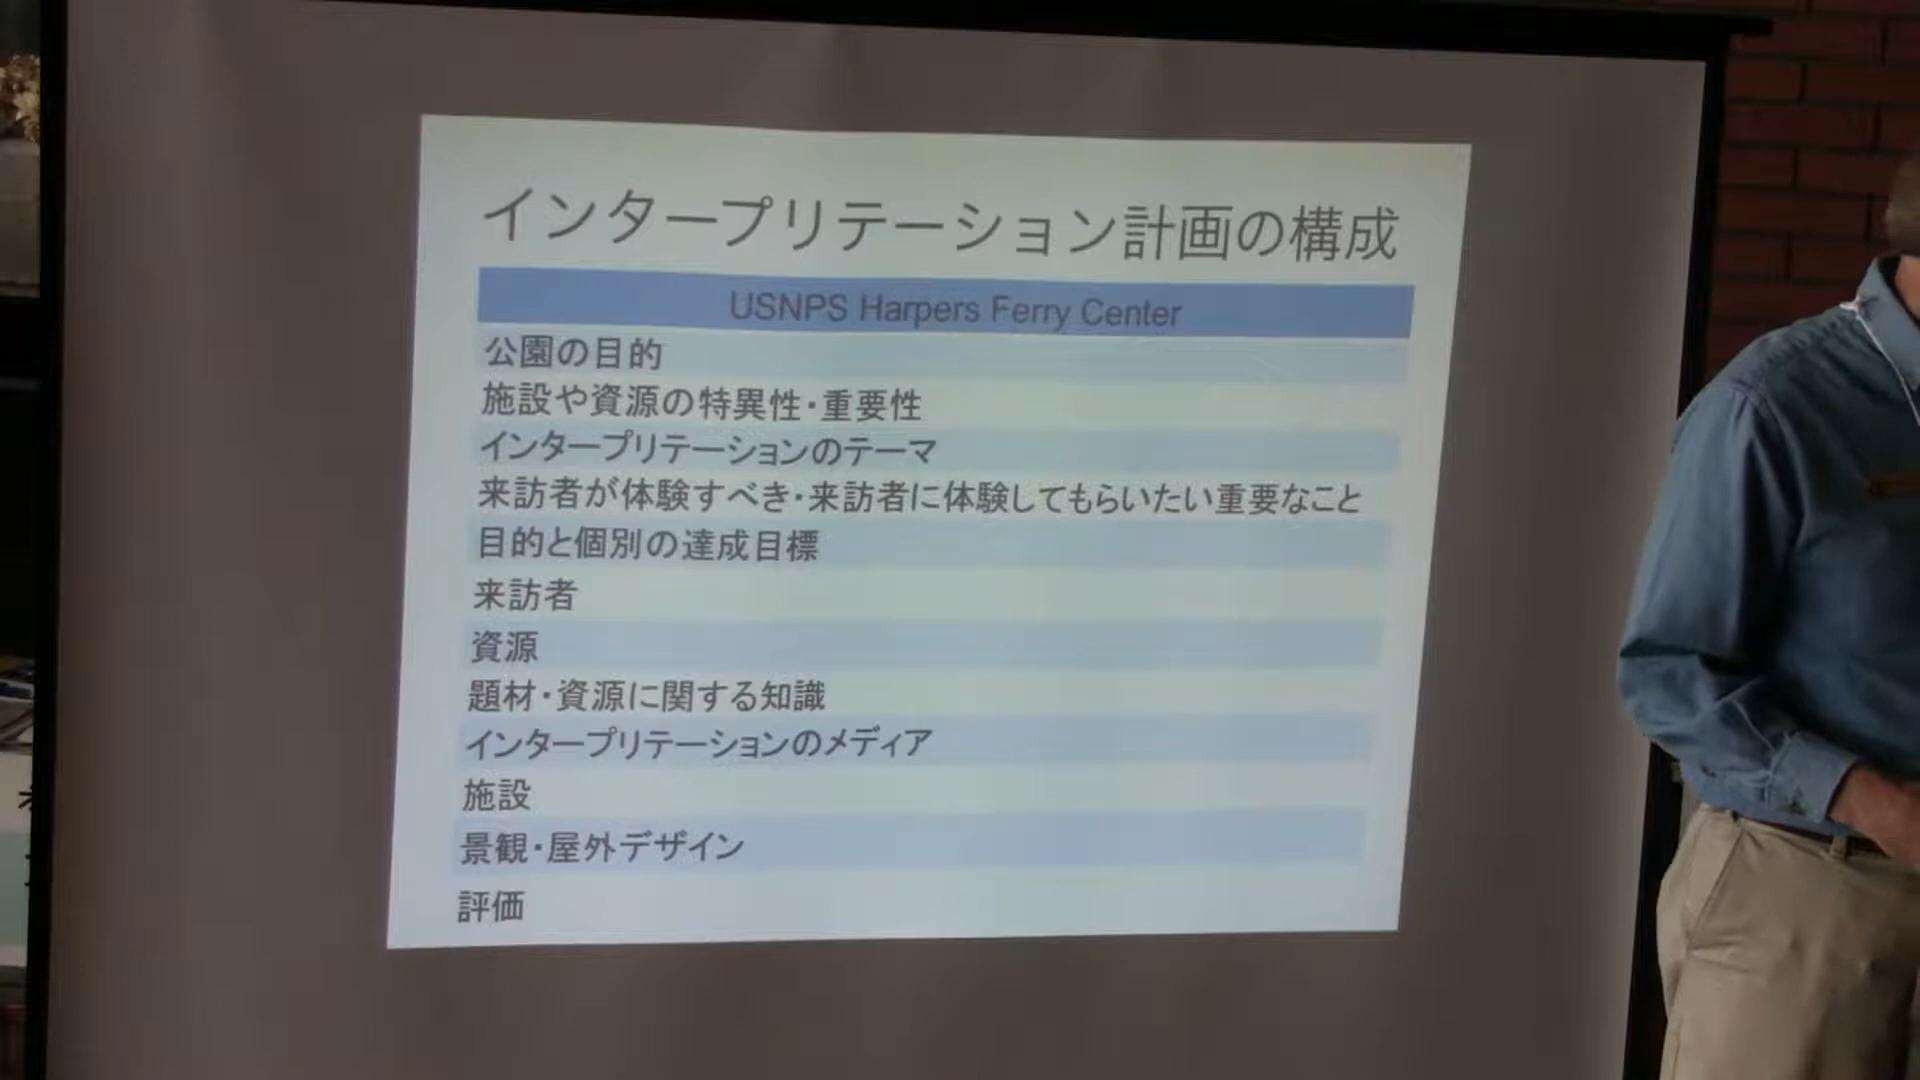 インタープリテーション計画の構成
USNPS Harpers Ferry Center
公園の目的
施設や資源の特異性・重要性
インタープリテーションのテーマ
来訪者が体験すべき・来訪者に体験してもらいたい重要なこと
目的と個別の達成目標
来訪者
資源
題材・資源に関する知識
インタープリテーションのメディア
施設
景観・屋外デザイン
評価